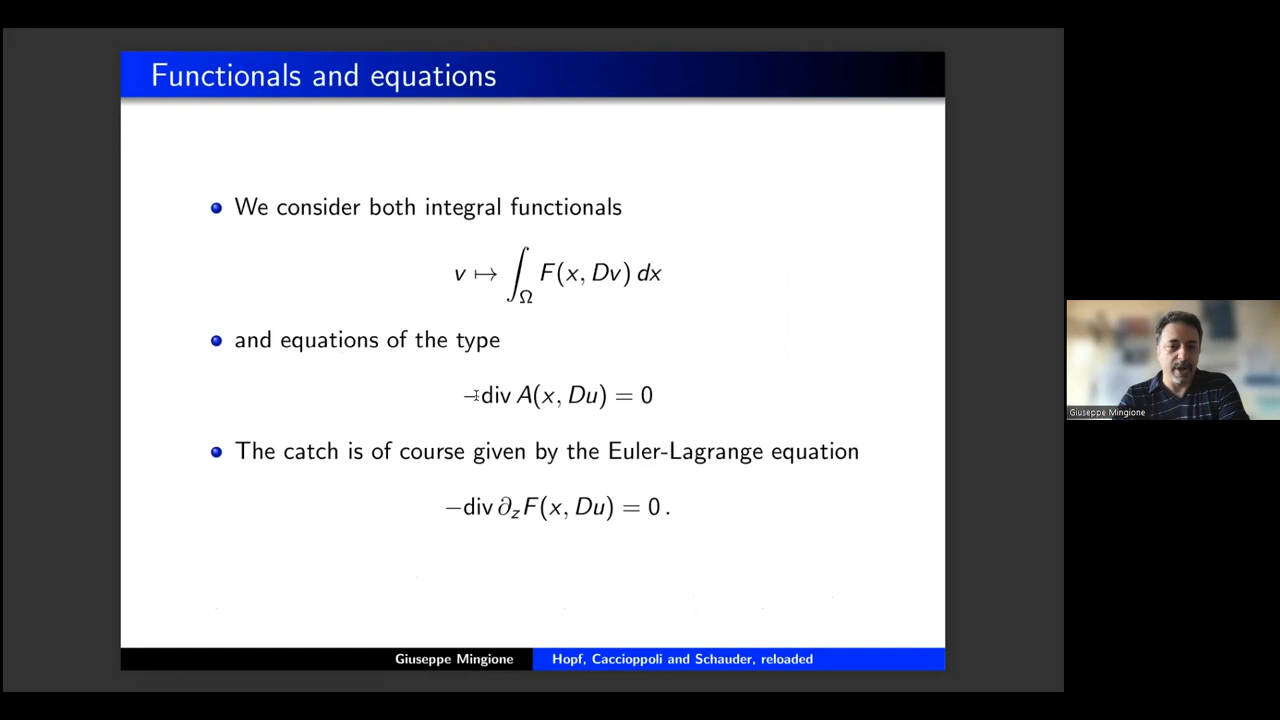 Functionals and equations
We consider both integral functionals
v ↦ ∫_Ω F(x, Dv) dx
and equations of the type
−div A(x, Du) = 0
The catch is of course given by the Euler-Lagrange equation
−div ∂_z F(x, Du) = 0 .
Giuseppe Mingione
Giuseppe Mingione Hopf, Caccioppoli and Schauder, reloaded